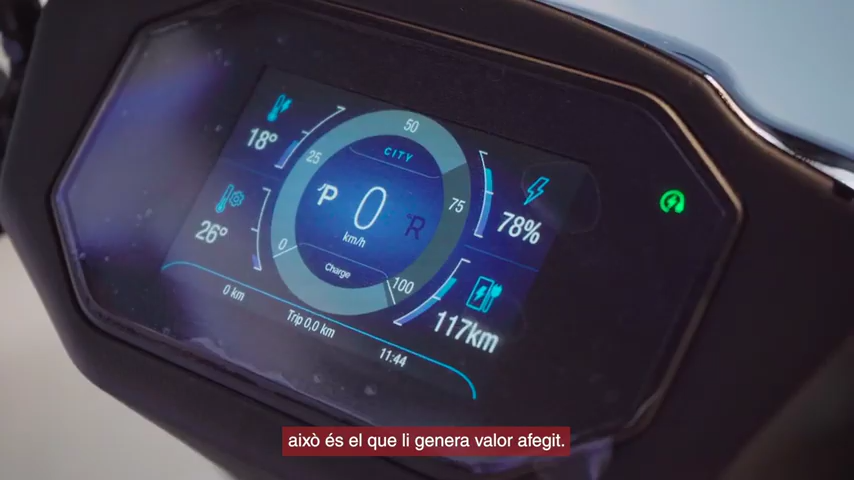 50
CITY
18°
25
75
78%
P 0 R
km/h
26°
0
Charge
100
117km
0 km
Trip 0,0 km
11:44
això és el que li genera valor afegit.